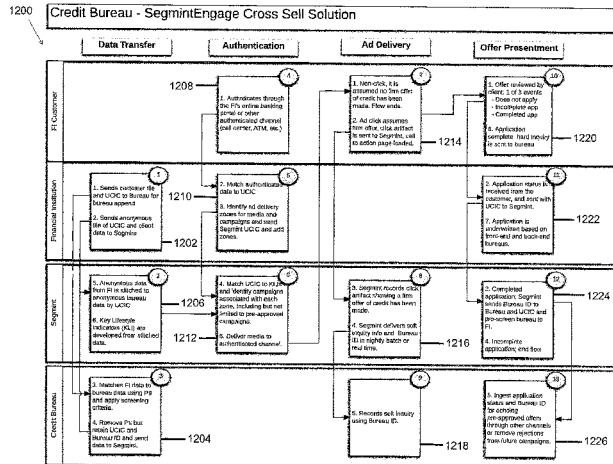 1200
Credit Bureau - SegmintEngage Cross Sell Solution
Data Transfer
Authentication
Ad Delivery
Offer Presentment
FI Customer
1208
4
1. Authenticates through
the FI's online banking
portal or other
authenticated channel
(call center, ATM, etc.)
1. Non-click, it is
assumed no firm offer
of credit has been
made. Flow ends.
2. Ad click assumes
firm offer, click artifact
is sent to Segmint, call
to action page loaded.
1214
10
1. Offer reviewed by
client: 1 of 3 events
- Does not apply
- Incomplete app
- Completed app
Application
complete, hard inquiry
is sent to bureau
1220
Financial Institution
1. Sends customer file
and UCIC to Bureau for
bureau append
2. Sends anonymous
file of UCIC and client
data to Segmint
1202
1210
5
2. Match authenticated
data to UCIC
3. Identify ad delivery
zones for media and
campaigns and send
Segmint UCIC and add
zones.
11
2. Application status is
received from the
customer, and sent with
UCIC to Segmint.
7. Application is
underwritten based on
front-end and back-end
bureaus.
1222
Segmint
2
5. Anonymous data
from FI is stitched to
anonymous bureau
data by UCIC
6. Key Lifestyle
Indicators (KLI) are
developed from stitched
data.
1206
1212
6
4. Match UCIC to KLI's
and identify campaigns
associated with each
zone, including but not
limited to pre-approved
campaigns.
5. Deliver media to
authenticated channel.
8
3. Segmint records click
artifact showing a firm
offer of credit has been
made.
4. Segmint delivers soft
inquiry info and Bureau
ID in nightly batch or
real time.
1216
12
3. Completed
application; Segmint
sends Bureau ID to
Bureau and UCIC and
pre-screen bureau to
FI.
4. Incomplete
application; end flow
1224
Credit Bureau
3
3. Matches FI data to
bureau data using PII
and apply screening
criteria.
4. Remove PII but
retain UCIC and
Bureau ID and send
data to Segmint.
1204
9
5. Records soft inquiry
using Bureau ID.
1218
13
5. Ingest application
status and Bureau ID
for echoing
pre-approved offers
through other channels
or remove rejections
from future campaigns.
1226